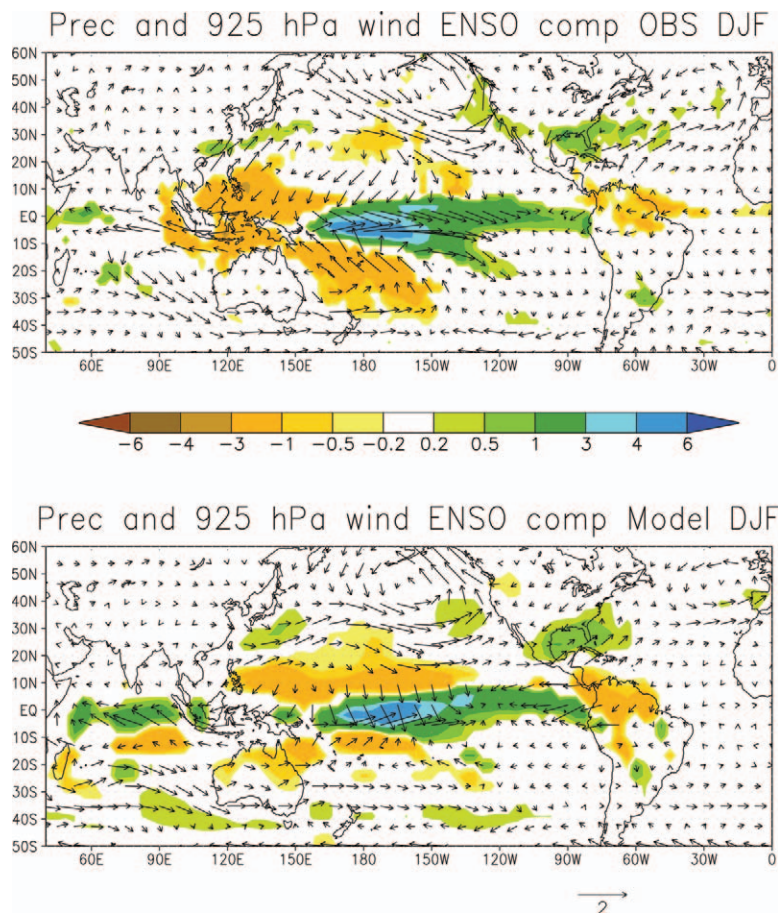 Prec and 925 hPa wind ENSO comp OBS DJF
60N
50N
40N
30N
20N
10N
EQ
10S
20S
30S
40S
50S
60E 90E 120E 150E 180 150W 120W 90W 60W 30W 0
-6 -4 -3 -1 -0.5 -0.2 0.2 0.5 1 3 4 6
Prec and 925 hPa wind ENSO comp Model DJF
60N
50N
40N
30N
20N
10N
EQ
10S
20S
30S
40S
50S
60E 90E 120E 150E 180 150W 120W 90W 60W 30W 0
2